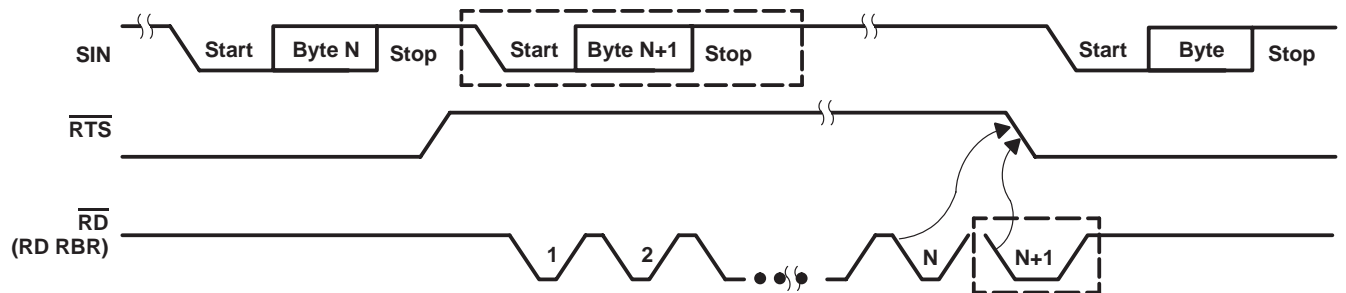 SIN
Start
Byte N
Stop
Start
Byte N+1
Stop
Start
Byte
Stop
RTS
RD
(RD RBR)
1
2
N
N+1